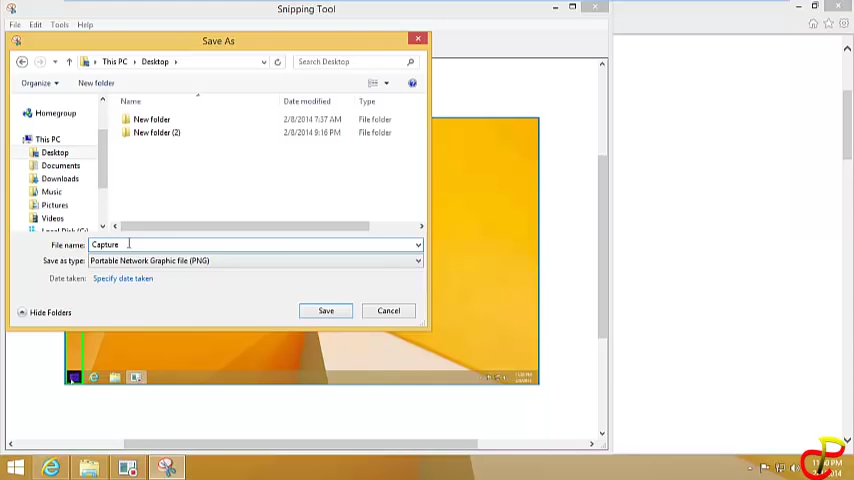 Snipping Tool
File Edit Tools Help
Save As
This PC Desktop
Search Desktop
Organize New folder
Name Date modified Type
Homegroup
New folder 2/8/2014 7:37 AM File folder
New folder (2) 2/8/2014 9:16 PM File folder
This PC
Desktop
Documents
Downloads
Music
Pictures
Videos
File name: Capture
Save as type: Portable Network Graphic file (PNG)
Date taken: Specify date taken
Hide Folders
Save Cancel